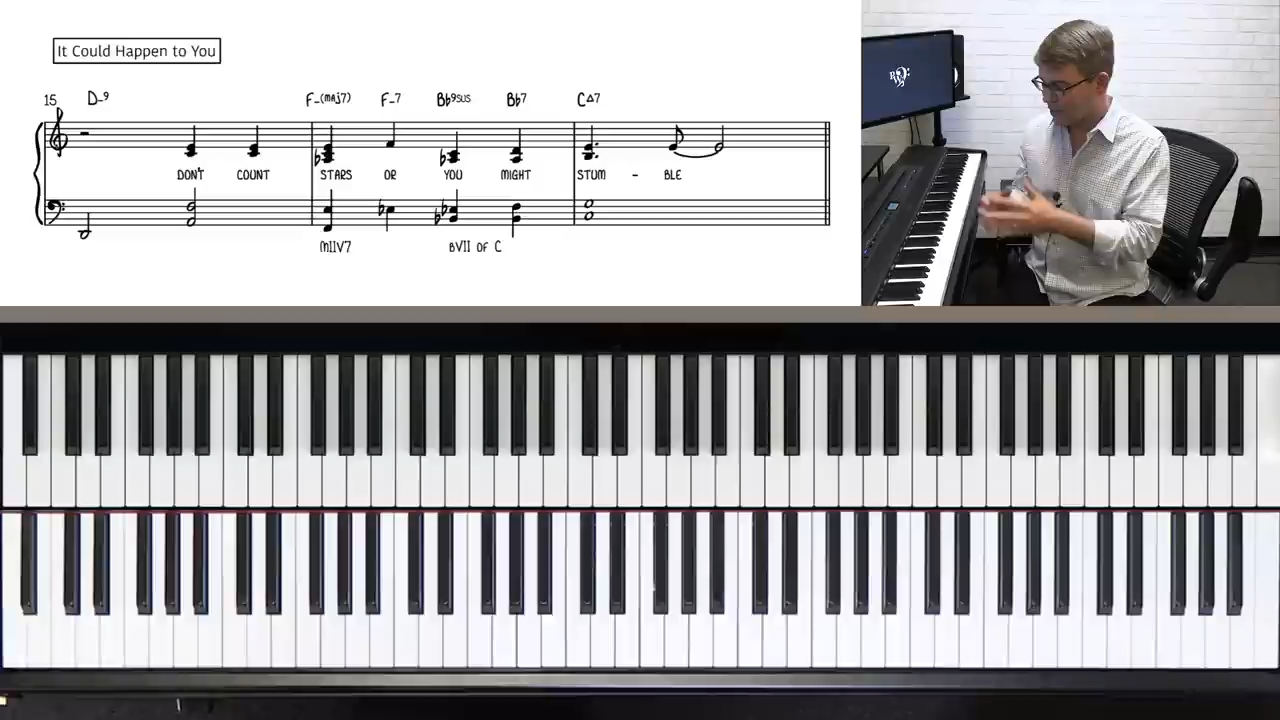 It Could Happen to You
15 D-9 F-(MAJ7) F-7 Bb9SUS Bb7 C△7
DON'T COUNT STARS OR YOU MIGHT STUM - BLE
MIIV7 BVII OF C